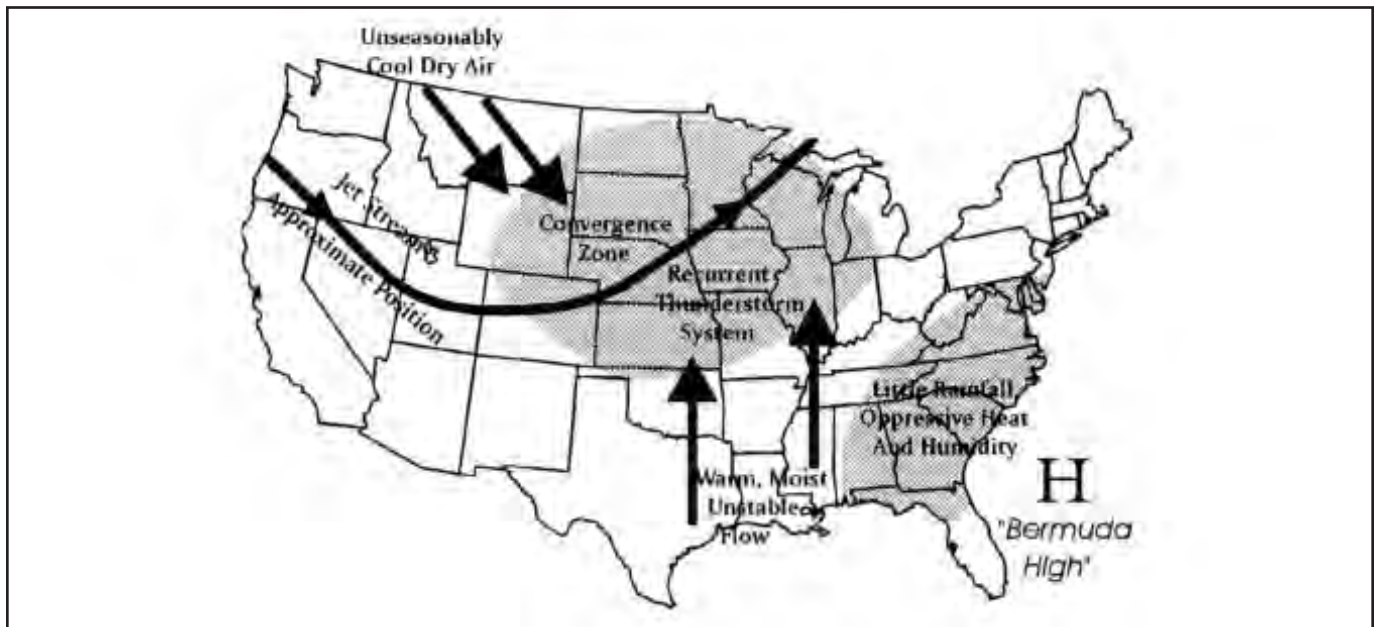 Unseasonably
Cool Dry Air
Jet Stream's
Approximate Position
Convergence
Zone
Recurrent
Thunderstorm
System
Little Rainfall
Oppressive Heat
And Humidity
Warm, Moist
Unstable
Flow
H
"Bermuda
High"